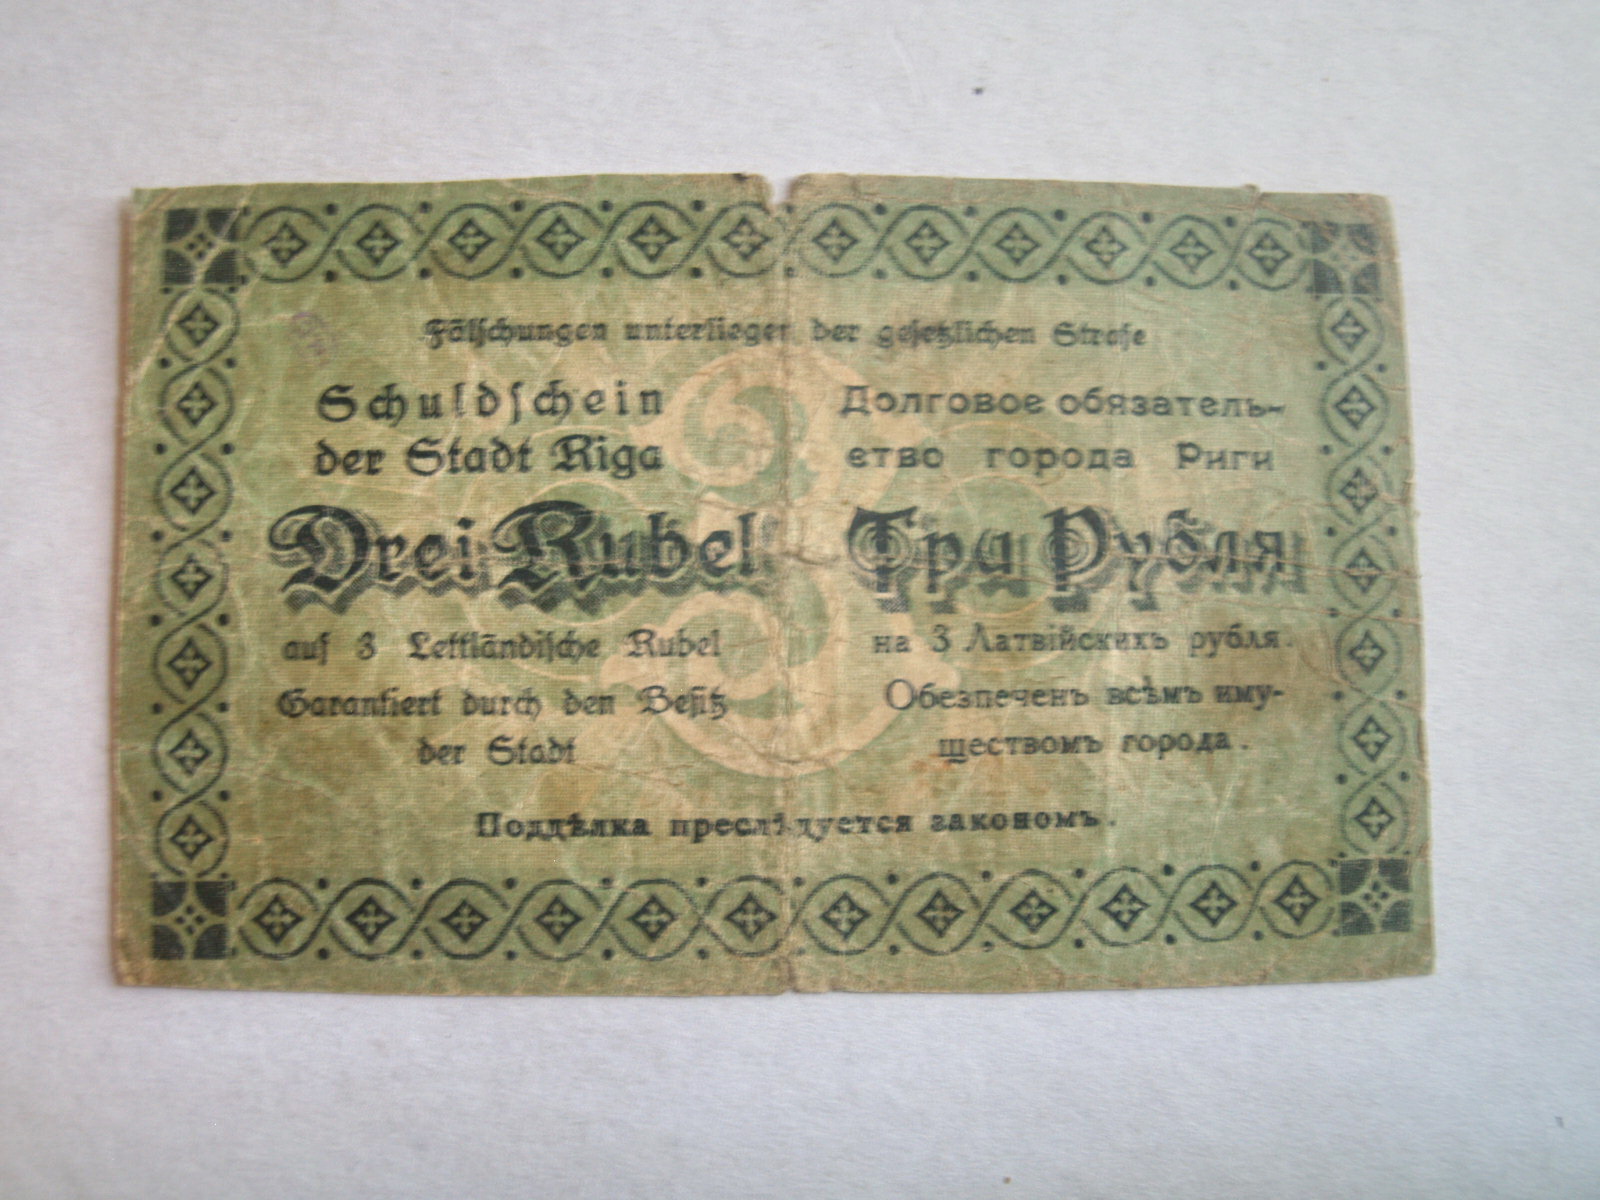 Fälschungen unterliegen der gesetzlichen Strafe
Schuldschein
der Stadt Riga
Drei Rubel
auf 3 Lettländische Rubel
Garantiert durch den Besitz
der Stadt
Долговое обязатель-
ство города Риги
Три Рубля
на 3 Латвійскихъ рубля.
Обезпеченъ всѣмъ иму-
ществомъ города.
Поддѣлка преслѣдуется закономъ.
3